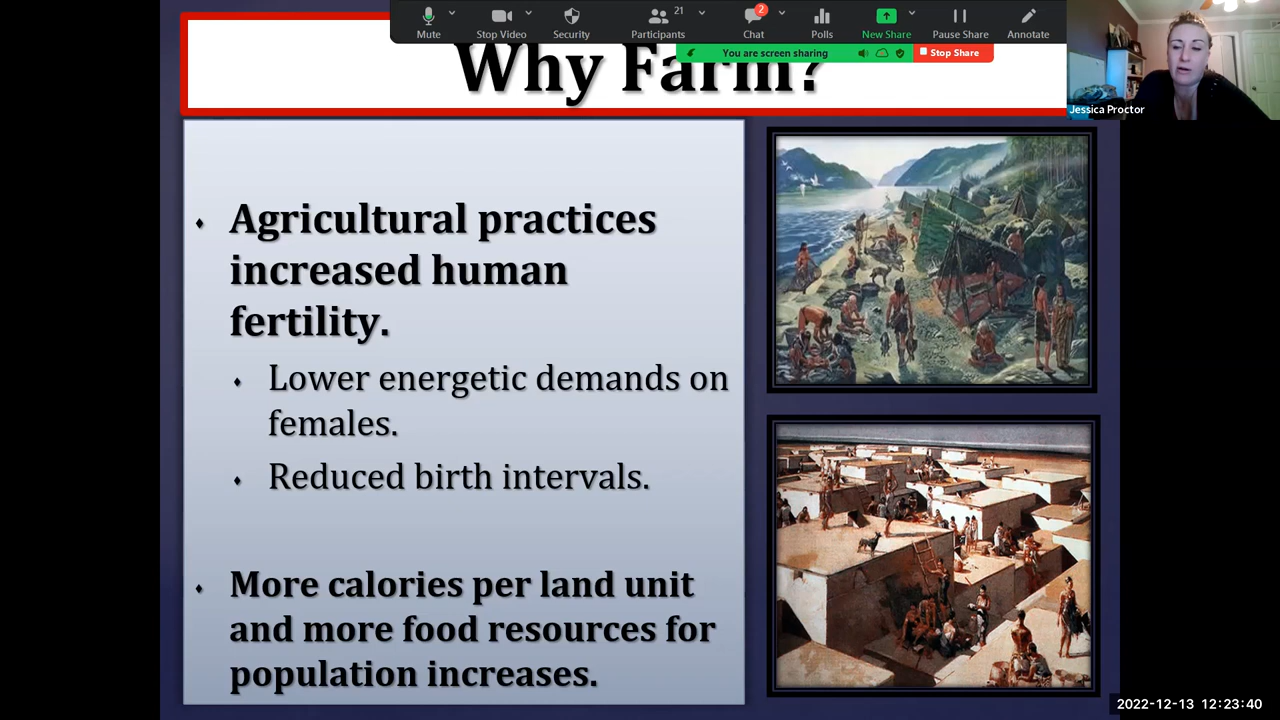 21
2
Mute
Stop Video
Security
Participants
Chat
Polls
New Share
Pause Share
Annotate
You are screen sharing
Stop Share
Jessica Proctor
Why Farm?
Agricultural practices
increased human
fertility.
Lower energetic demands on
females.
Reduced birth intervals.
More calories per land unit
and more food resources for
population increases.
2022-12-13 12:23:40